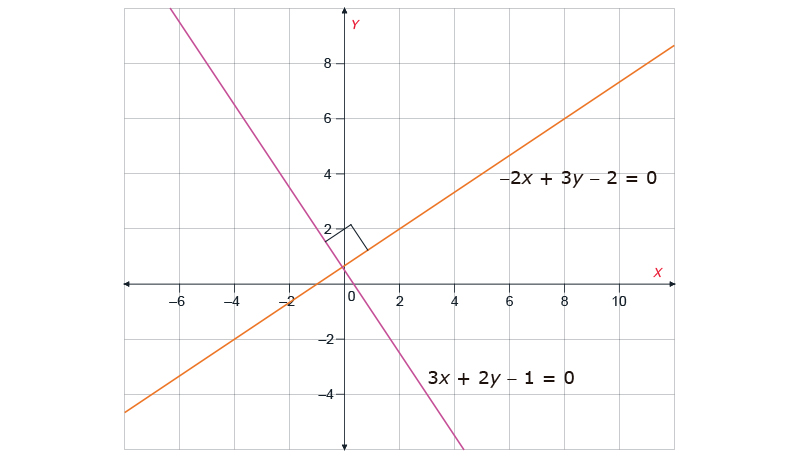 Y
8
6
–2x + 3y – 2 = 0
4
2
X
–6 –4 –2 0 2 4 6 8 10
–2
3x + 2y – 1 = 0
–4